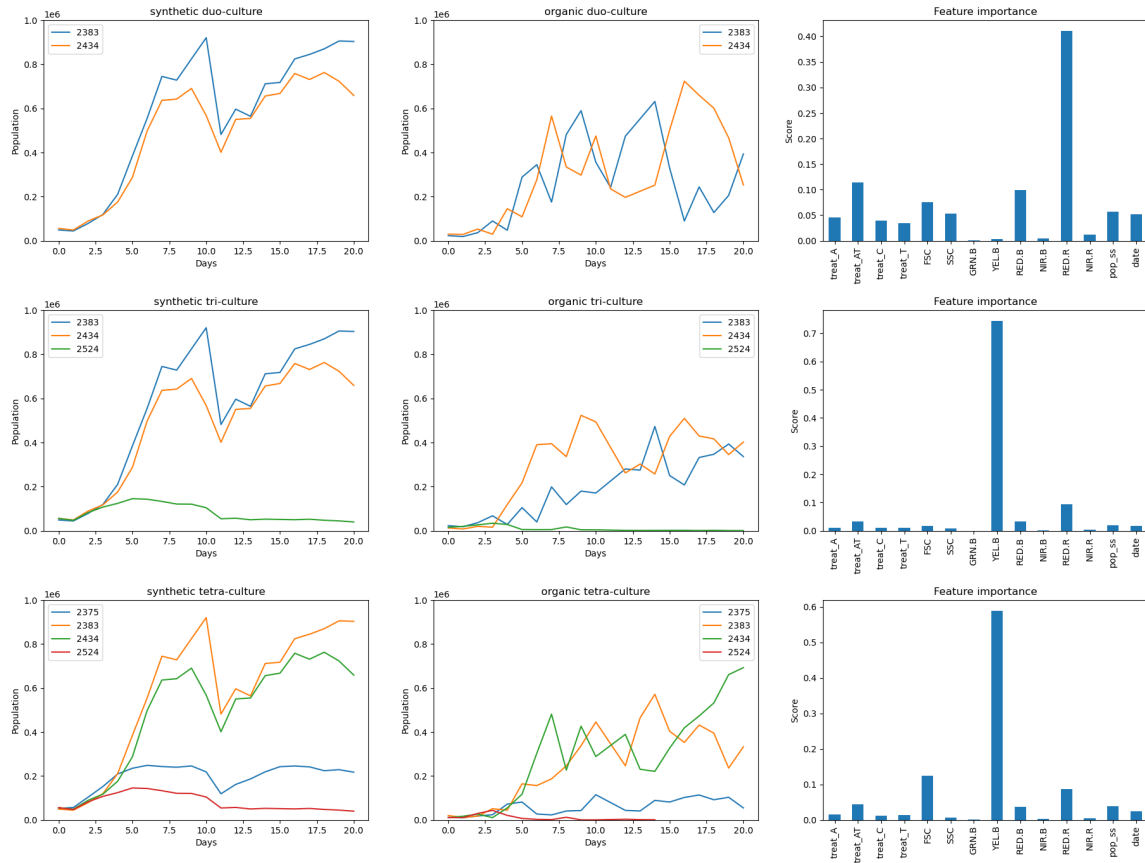 synthetic duo-culture
1e6
2383
2434
Population
1.0
0.8
0.6
0.4
0.2
0.0
0.0 2.5 5.0 7.5 10.0 12.5 15.0 17.5 20.0
Days
organic duo-culture
1e6
2383
2434
Population
1.0
0.8
0.6
0.4
0.2
0.0
0.0 2.5 5.0 7.5 10.0 12.5 15.0 17.5 20.0
Days
Feature importance
Score
0.40
0.35
0.30
0.25
0.20
0.15
0.10
0.05
0.00
treat_A
treat_AT
treat_C
treat_T
FSC
SSC
GRN.B
YEL.B
RED.B
NIR.B
RED.R
NIR.R
pop_ss
date
synthetic tri-culture
1e6
2383
2434
2524
Population
1.0
0.8
0.6
0.4
0.2
0.0
0.0 2.5 5.0 7.5 10.0 12.5 15.0 17.5 20.0
Days
organic tri-culture
1e6
2383
2434
2524
Population
1.0
0.8
0.6
0.4
0.2
0.0
0.0 2.5 5.0 7.5 10.0 12.5 15.0 17.5 20.0
Days
Feature importance
Score
0.7
0.6
0.5
0.4
0.3
0.2
0.1
0.0
treat_A
treat_AT
treat_C
treat_T
FSC
SSC
GRN.B
YEL.B
RED.B
NIR.B
RED.R
NIR.R
pop_ss
date
synthetic tetra-culture
1e6
2375
2383
2434
2524
Population
1.0
0.8
0.6
0.4
0.2
0.0
0.0 2.5 5.0 7.5 10.0 12.5 15.0 17.5 20.0
Days
organic tetra-culture
1e6
2375
2383
2434
2524
Population
1.0
0.8
0.6
0.4
0.2
0.0
0.0 2.5 5.0 7.5 10.0 12.5 15.0 17.5 20.0
Days
Feature importance
Score
0.6
0.5
0.4
0.3
0.2
0.1
0.0
treat_A
treat_AT
treat_C
treat_T
FSC
SSC
GRN.B
YEL.B
RED.B
NIR.B
RED.R
NIR.R
pop_ss
date